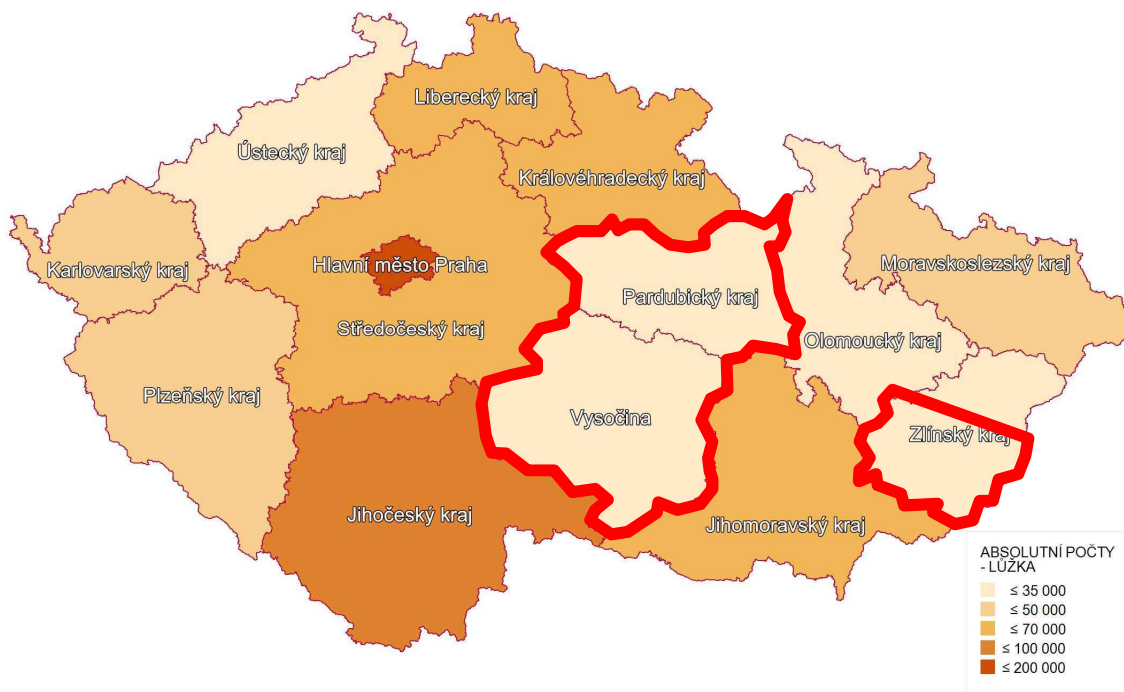 Liberecký kraj
Ústecký kraj
Královéhradecký kraj
Karlovarský kraj
Hlavní město Praha
Moravskoslezský kraj
Pardubický kraj
Středočeský kraj
Olomoucký kraj
Plzeňský kraj
Vysočina
Zlínský kraj
Jihočeský kraj
Jihomoravský kraj
ABSOLUTNÍ POČTY
- LŮŽKA
≤ 35 000
≤ 50 000
≤ 70 000
≤ 100 000
≤ 200 000